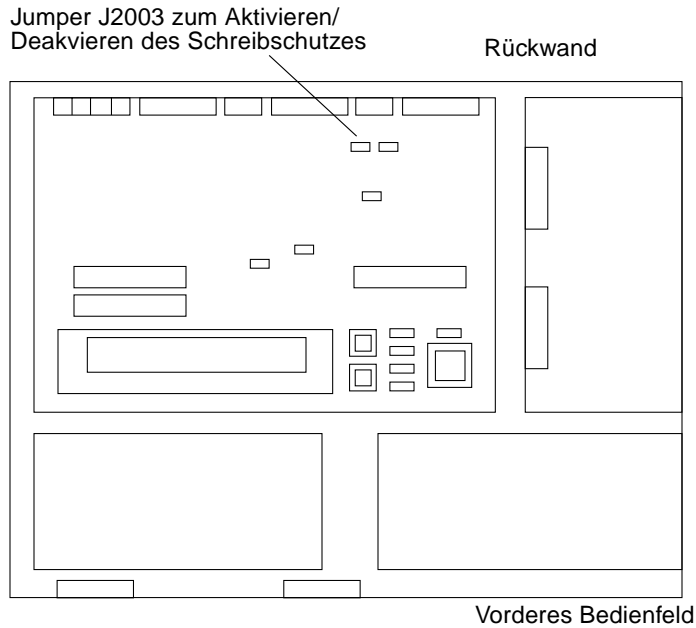 Jumper J2003 zum Aktivieren/
Deakvieren des Schreibschutzes
Rückwand
Vorderes Bedienfeld